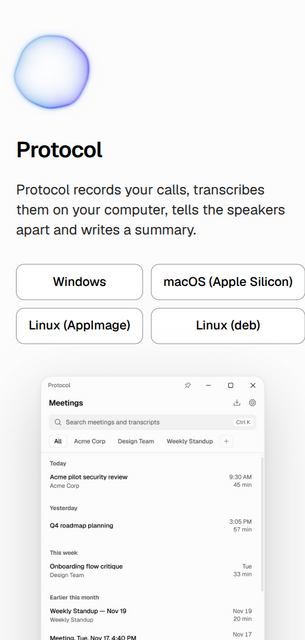 Protocol
Protocol records your calls, transcribes
them on your computer, tells the speakers
apart and writes a summary.
Windows
macOS (Apple Silicon)
Linux (AppImage)
Linux (deb)
Protocol
Meetings
Search meetings and transcripts
Ctrl K
All
Acme Corp
Design Team
Weekly Standup
+
Today
Acme pilot security review
9:30 AM
Acme Corp
45 min
Yesterday
Q4 roadmap planning
3:05 PM
57 min
This week
Onboarding flow critique
Tue
Design Team
33 min
Earlier this month
Weekly Standup — Nov 19
Nov 19
Weekly Standup
20 min
Meeting, Tue, Nov 17, 4:40 PM
Nov 17